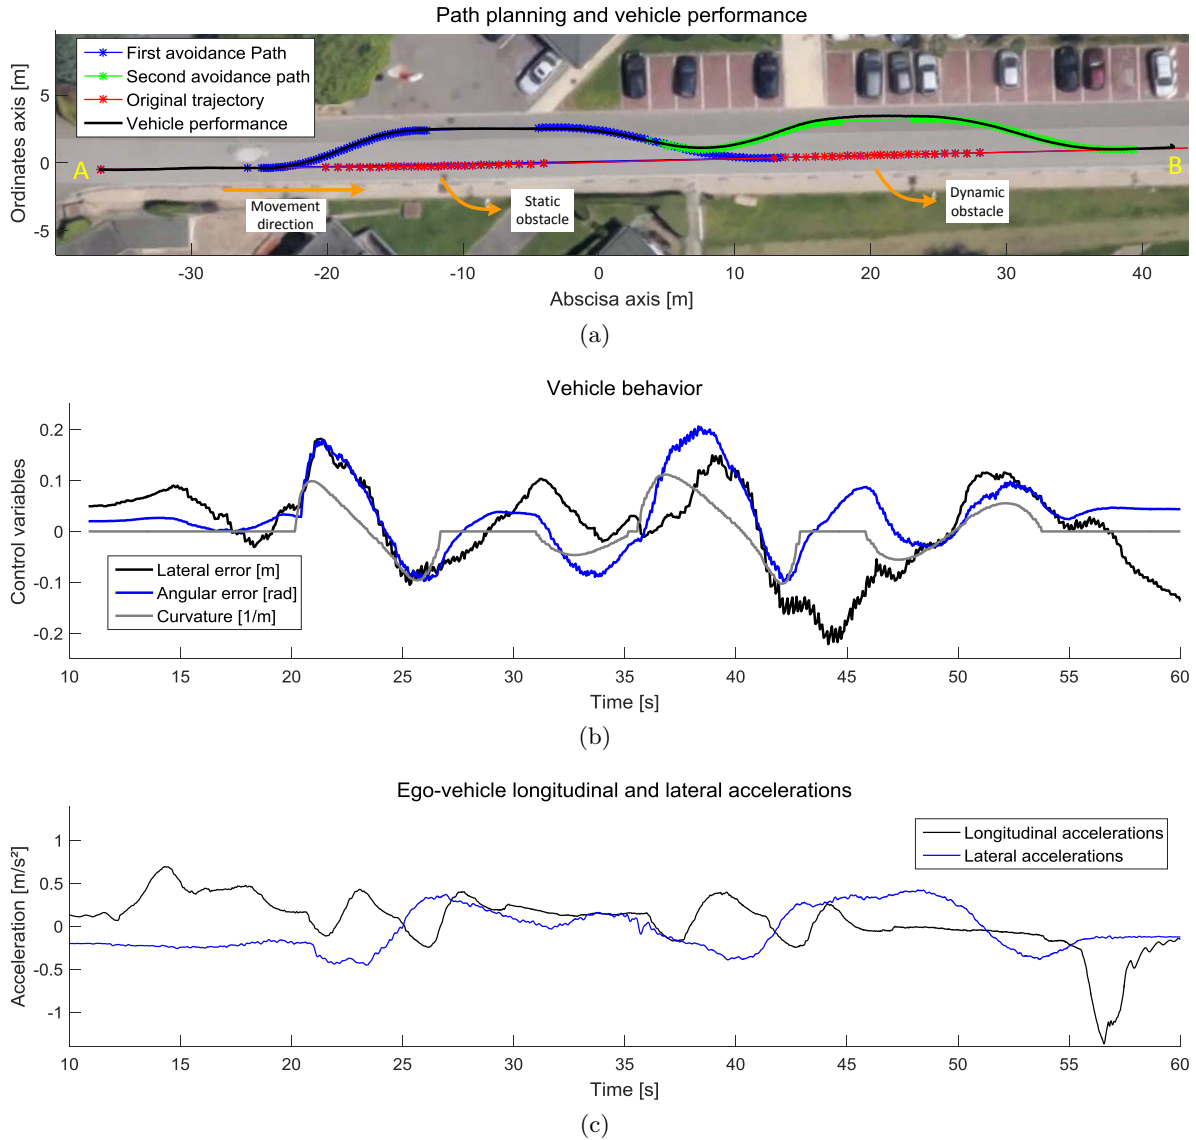 Path planning and vehicle performance
First avoidance Path
Second avoidance path
Original trajectory
Vehicle performance
Ordinates axis [m]
5
0
-5
A
B
Movement
direction
Static
obstacle
Dynamic
obstacle
-30
-20
-10
0
10
20
30
40
Abscisa axis [m]
(a)
Vehicle behavior
Control variables
0.2
0.1
0
-0.1
-0.2
Lateral error [m]
Angular error [rad]
Curvature [1/m]
10
15
20
25
30
35
40
45
50
55
60
Time [s]
(b)
Ego-vehicle longitudinal and lateral accelerations
Acceleration [m/s²]
1
0.5
0
-0.5
-1
Longitudinal accelerations
Lateral accelerations
10
15
20
25
30
35
40
45
50
55
60
Time [s]
(c)